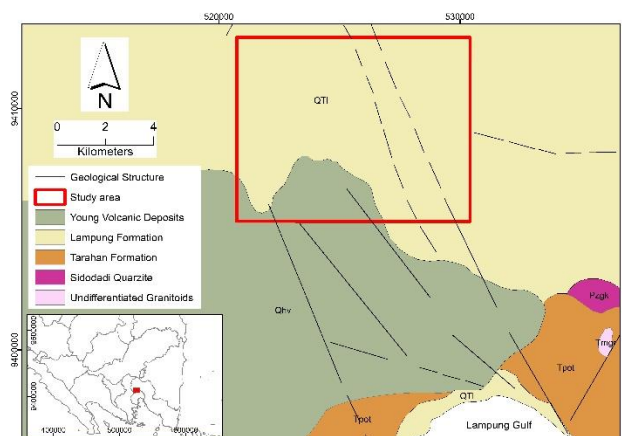 520000
530000
9410000
QTl
N
0 2 4
Kilometers
Geological Structure
Study area
Young Volcanic Deposits
Lampung Formation
Tarahan Formation
Sidodadi Quarzite
Undifferentiated Granitoids
Qhv
9400000
Pzgk
Tmgr
Tpot
QTl
Tpot
Lampung Gulf
400000